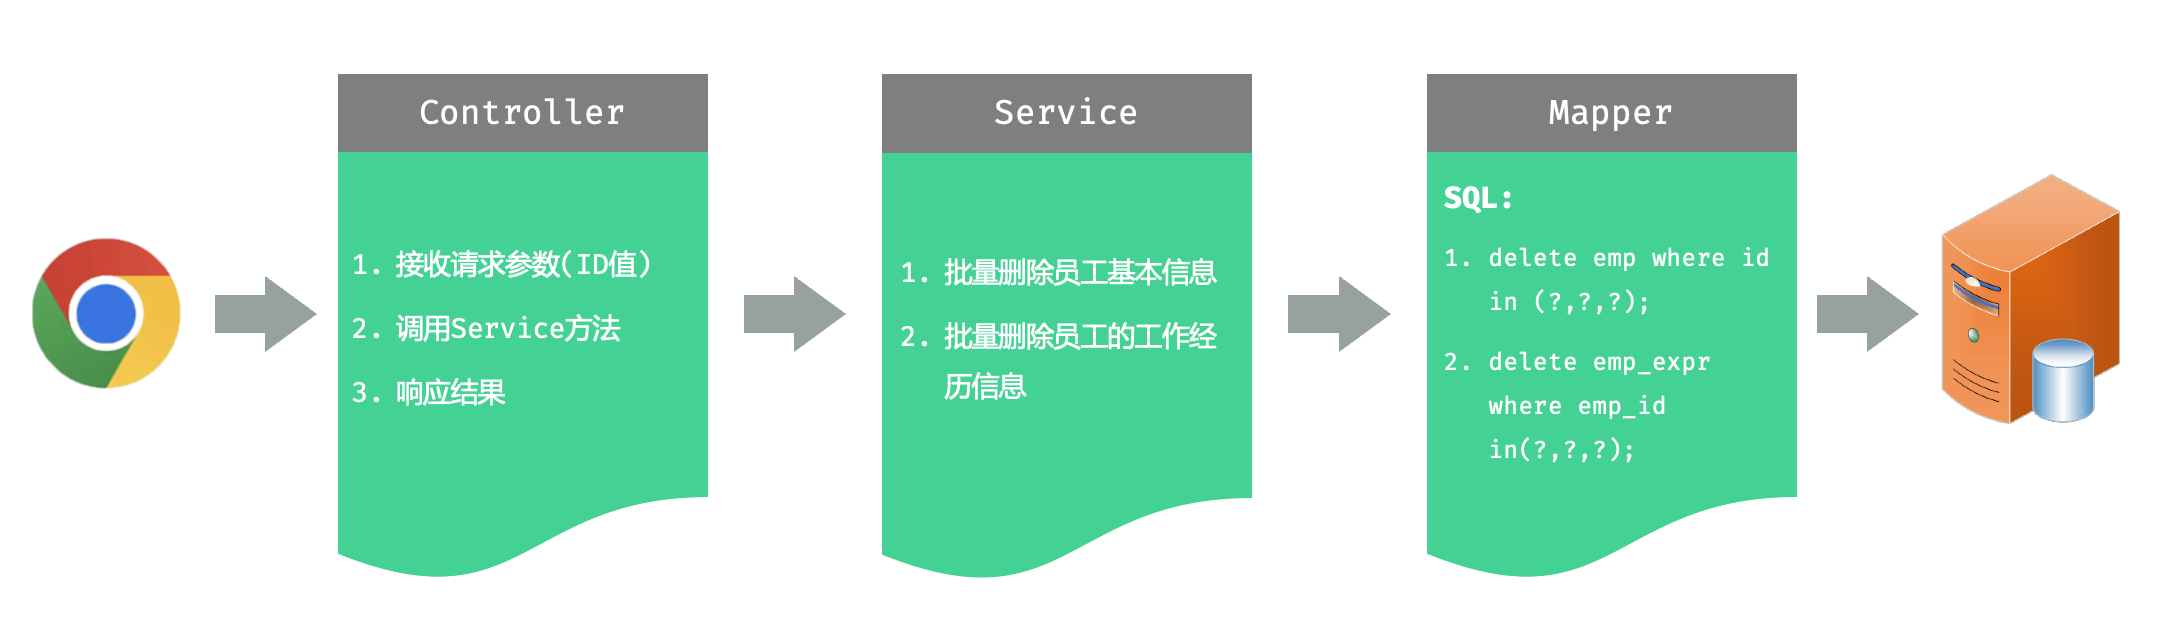 Controller
1. 接收请求参数(ID值)
2. 调用Service方法
3. 响应结果
Service
1. 批量删除员工基本信息
2. 批量删除员工的工作经
历信息
Mapper
SQL:
1. delete emp where id
in (?,?,?);
2. delete emp_expr
where emp_id
in(?,?,?);